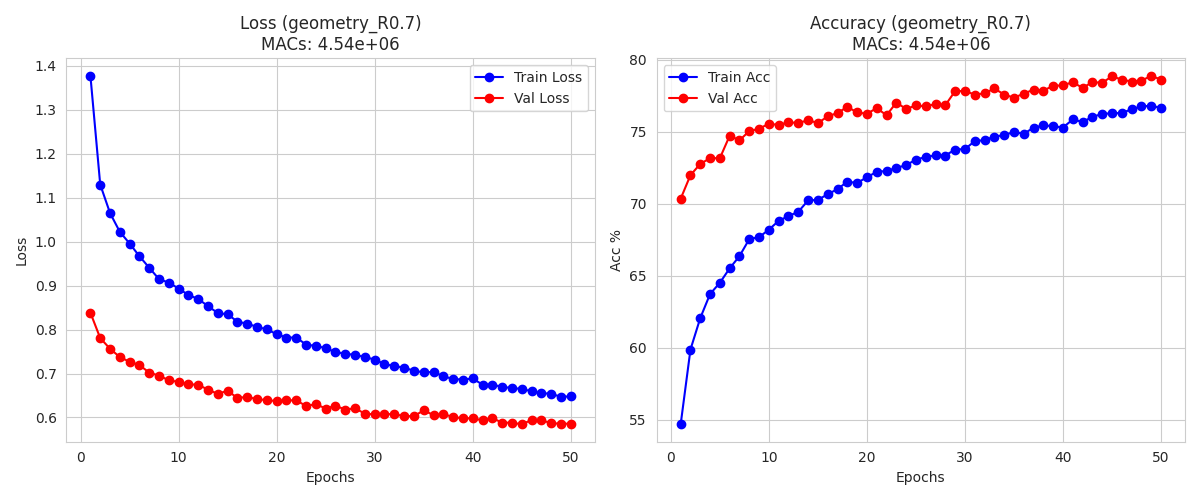 Loss (geometry_R0.7)
MACs: 4.54e+06
1.4
1.3
1.2
1.1
1.0
0.9
0.8
0.7
0.6
Loss
0
10
20
30
40
50
Epochs
Train Loss
Val Loss
Accuracy (geometry_R0.7)
MACs: 4.54e+06
80
75
70
65
60
55
Acc %
0
10
20
30
40
50
Epochs
Train Acc
Val Acc